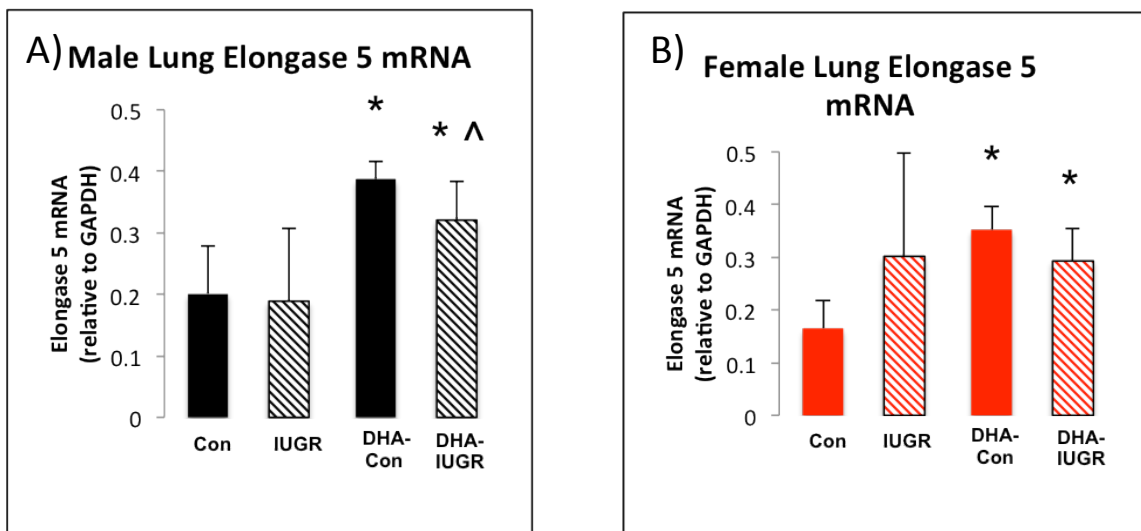 A) Male Lung Elongase 5 mRNA
Elongase 5 mRNA
(relative to GAPDH)
0.5
0.4
0.3
0.2
0.1
0
*
* ^
Con
IUGR
DHA-
Con
DHA-
IUGR
B) Female Lung Elongase 5
mRNA
Elongase 5 mRNA
(relative to GAPDH)
0.5
0.4
0.3
0.2
0.1
0
*
*
Con
IUGR
DHA-
Con
DHA-
IUGR